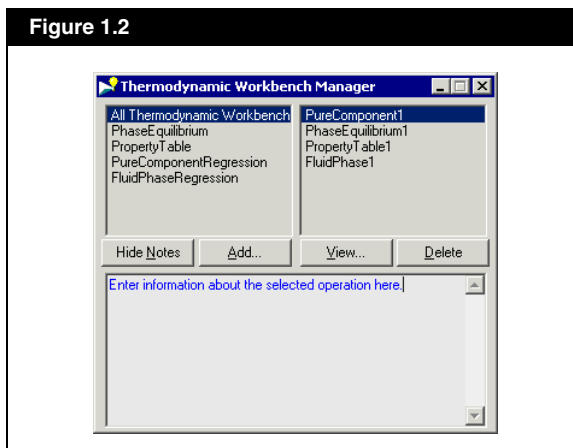 Figure 1.2
Thermodynamic Workbench Manager
All Thermodynamic Workbench
PhaseEquilibrium
PropertyTable
PureComponentRegression
FluidPhaseRegression
PureComponent1
PhaseEquilibrium1
PropertyTable1
FluidPhase1
Hide Notes
Add...
View...
Delete
Enter information about the selected operation here.